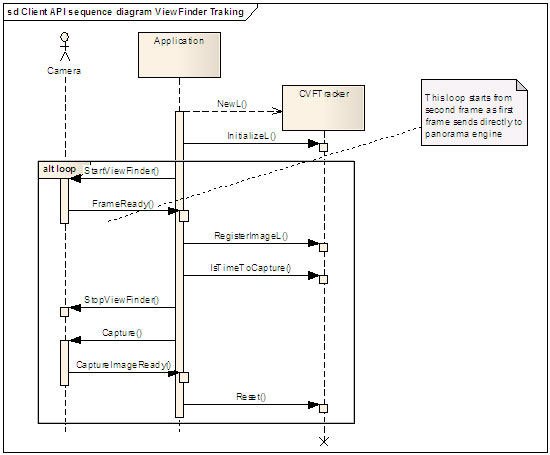 sd Client API sequence diagram ViewFinder Traking
Camera
Application
CVFTracker
NewL()
InitializeL()
This loop starts from
second frame as first
frame sends directly to
panorama engine
alt loop
StartViewFinder()
FrameReady()
RegisterImageL()
IsTimeToCapture()
StopViewFinder()
Capture()
CaptureImageReady()
Reset()